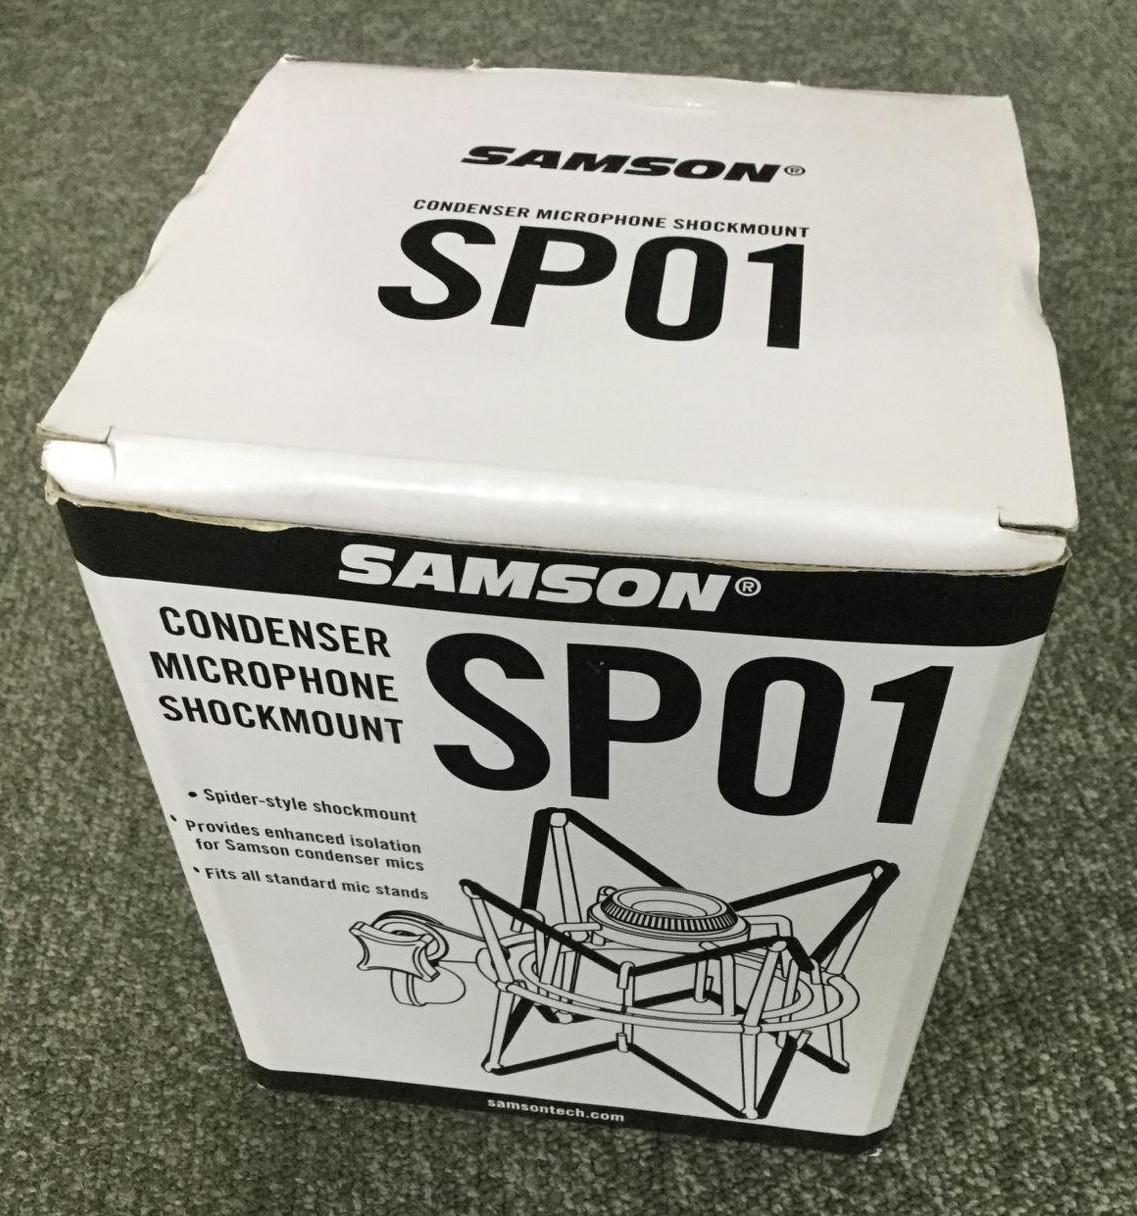 SAMSON®
CONDENSER MICROPHONE SHOCKMOUNT
SP01
SAMSON®
CONDENSER
MICROPHONE
SHOCKMOUNT
SP01
• Spider-style shockmount
• Provides enhanced isolation
for Samson condenser mics
• Fits all standard mic stands
samsontech.com